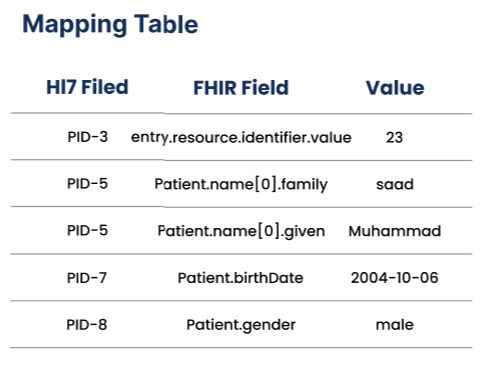 Mapping Table
Hl7 Filed FHIR Field Value
PID-3 entry.resource.identifier.value 23
PID-5 Patient.name[0].family saad
PID-5 Patient.name[0].given Muhammad
PID-7 Patient.birthDate 2004-10-06
PID-8 Patient.gender male